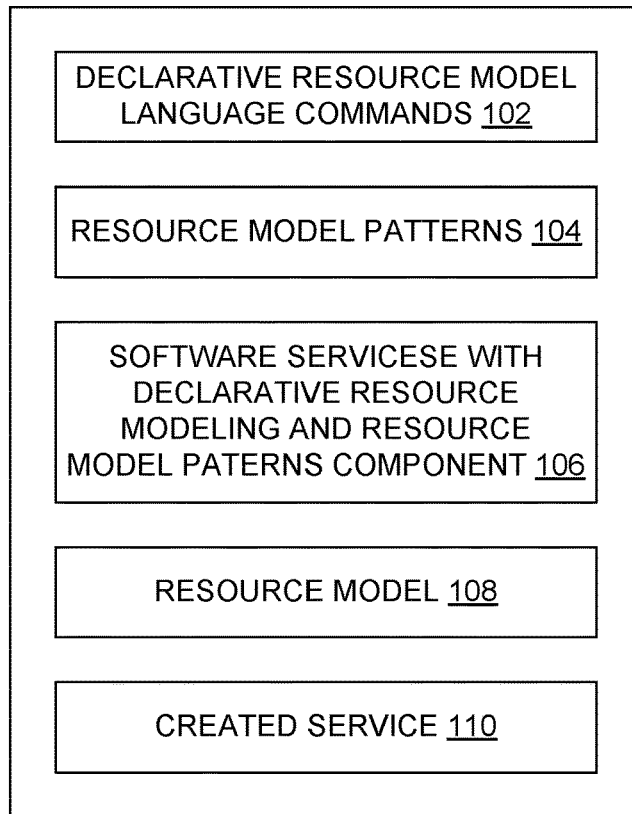 DECLARATIVE RESOURCE MODEL
LANGUAGE COMMANDS 102
RESOURCE MODEL PATTERNS 104
SOFTWARE SERVICESE WITH
DECLARATIVE RESOURCE
MODELING AND RESOURCE
MODEL PATERNS COMPONENT 106
RESOURCE MODEL 108
CREATED SERVICE 110